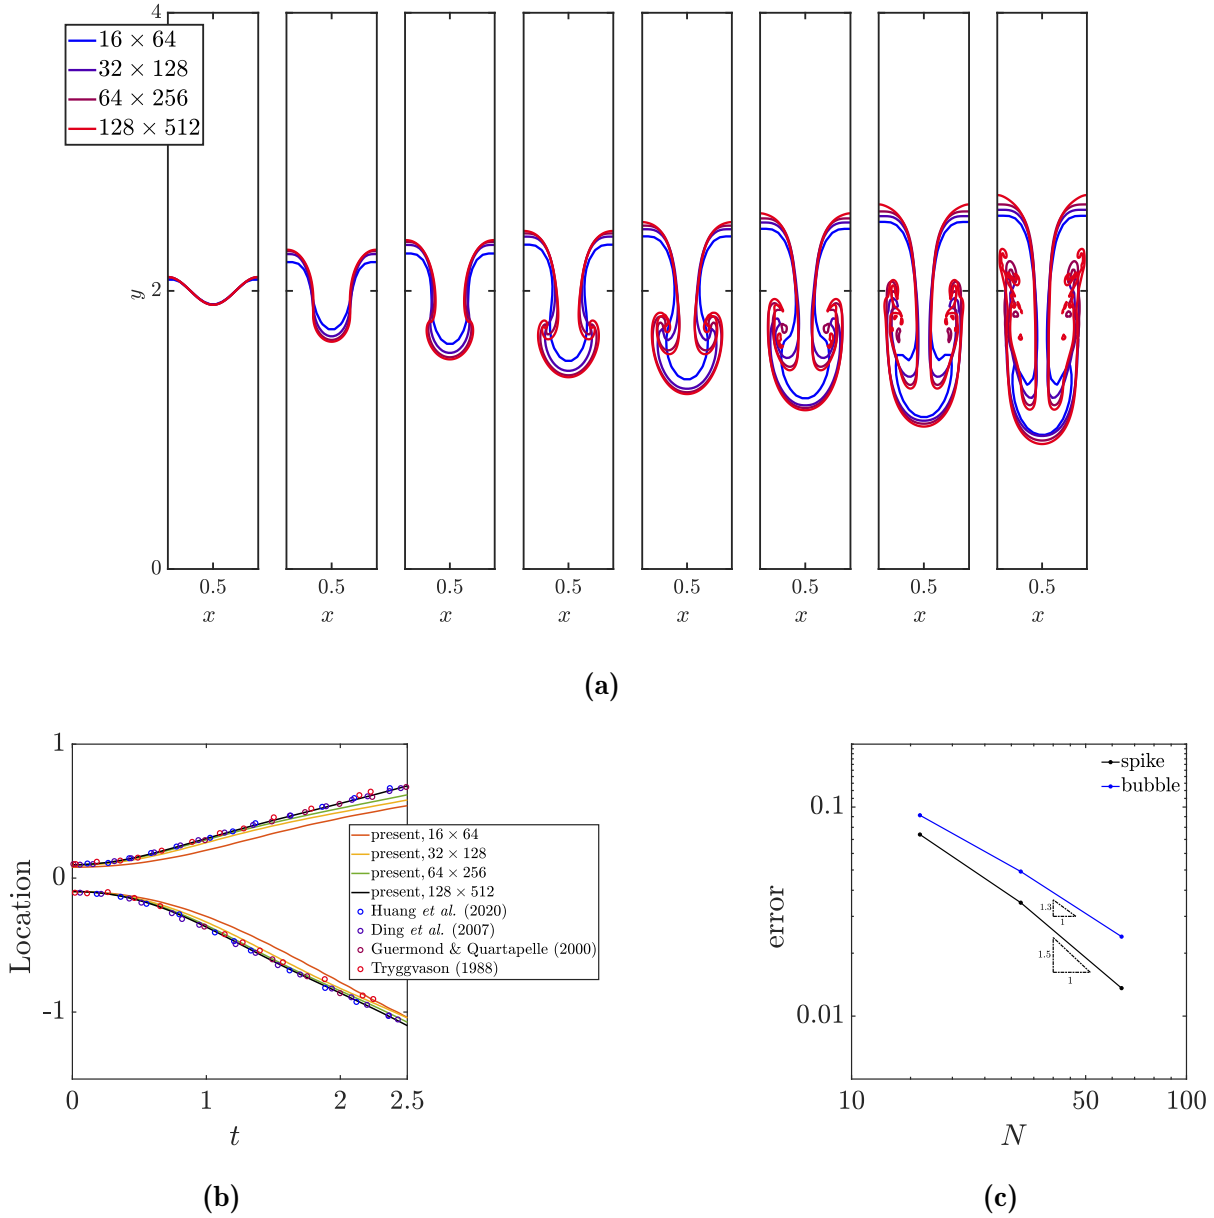 4
16 × 64
32 × 128
64 × 256
128 × 512
y
2
0
0.5 0.5 0.5 0.5 0.5 0.5 0.5 0.5
x x x x x x x x
(a)
1
0
-1
Location
present, 16 × 64
present, 32 × 128
present, 64 × 256
present, 128 × 512
Huang et al. (2020)
Ding et al. (2007)
Guermond & Quartapelle (2000)
Tryggvason (1988)
0 1 2 2.5
t
(b)
spike
bubble
0.1
0.01
error
1.3
1
1.5
1
10 50 100
N
(c)